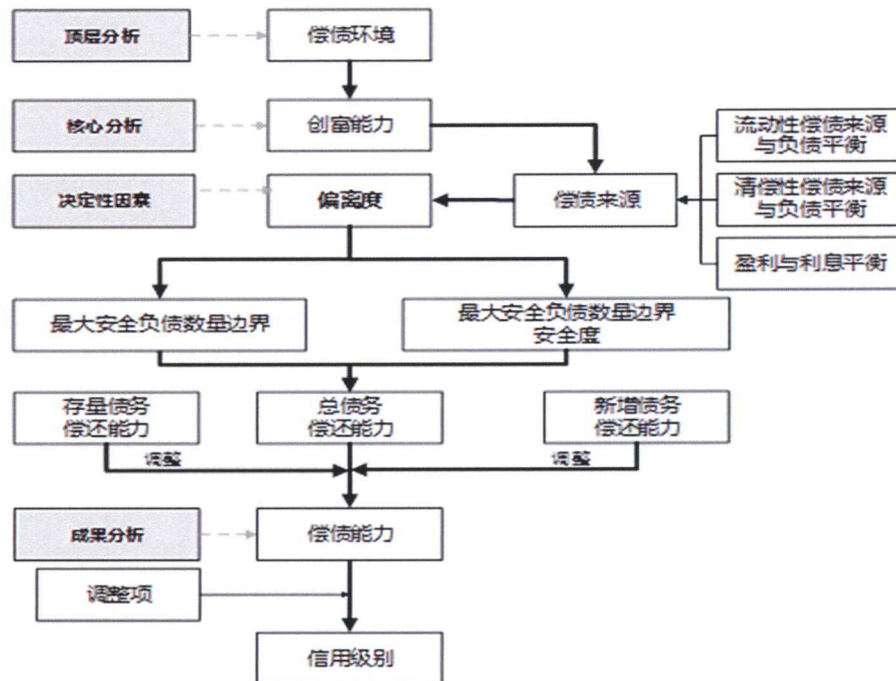 顶层分析
偿债环境
核心分析
创富能力
流动性偿债来源
与负债平衡
决定性因素
偏离度
偿债来源
清偿性偿债来源
与负债平衡
盈利与利息平衡
最大安全负债数量边界
最大安全负债数量边界
安全度
存量债务
偿还能力
总债务
偿还能力
新增债务
偿还能力
调整
调整
成果分析
偿债能力
调整项
信用级别